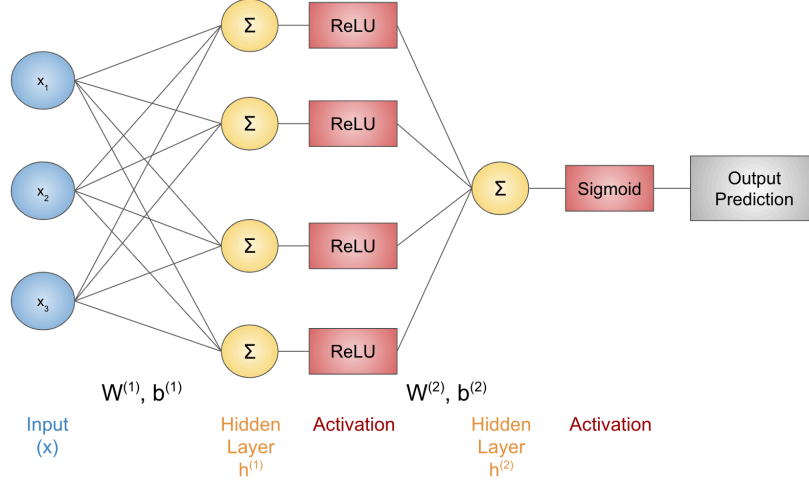 Σ
ReLU
x₁
Σ
ReLU
x₂
Σ
Sigmoid
Output
Prediction
Σ
ReLU
x₃
Σ
ReLU
W⁽¹⁾, b⁽¹⁾
W⁽²⁾, b⁽²⁾
Input
(x)
Hidden
Layer
h⁽¹⁾
Activation
Hidden
Layer
h⁽²⁾
Activation